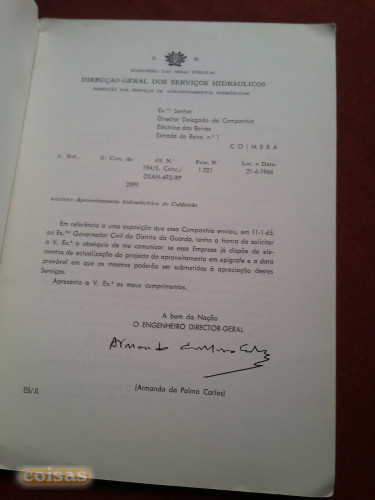 S. R.
MINISTÉRIO DAS OBRAS PÚBLICAS
DIRECÇÃO-GERAL DOS SERVIÇOS HIDRAULICOS
DIRECÇÃO DOS SERVIÇOS DE APROVEITAMENTOS HIDRÁULICOS
Ex.mo Senhor
Director Delegado da Companhia
Eléctrica das Beiras
Estrada da Beira, n.º 1
COIMBRA
Ref. S/ Com. de Of. N.º Proc. N.º Loc. e Data:
194/S. Conc./ 1 021 21-6-1966
DSAH-493/RP
2099
ASSUNTO: Aproveitamento hidroeléctrico do Caldeirão
Em referência a uma exposição que essa Companhia enviou, em 11-1-65,
ao Ex.mo Governador Civil do Distrito da Guarda, tenho a honra de solicitar
a V. Ex.ª o obséquio de me comunicar se essa Empresa já dispõe de ele-
mentos da actualização do projecto do aproveitamento em epígrafe e a data
provável em que os mesmos poderão ser submetidos à apreciação destes
Serviços.
Apresento a V. Ex.ª os meus cumprimentos.
A bem da Nação
O ENGENHEIRO DIRECTOR-GERAL
Armando
(Armando da Palma Carlos)
ES/JL
coisas